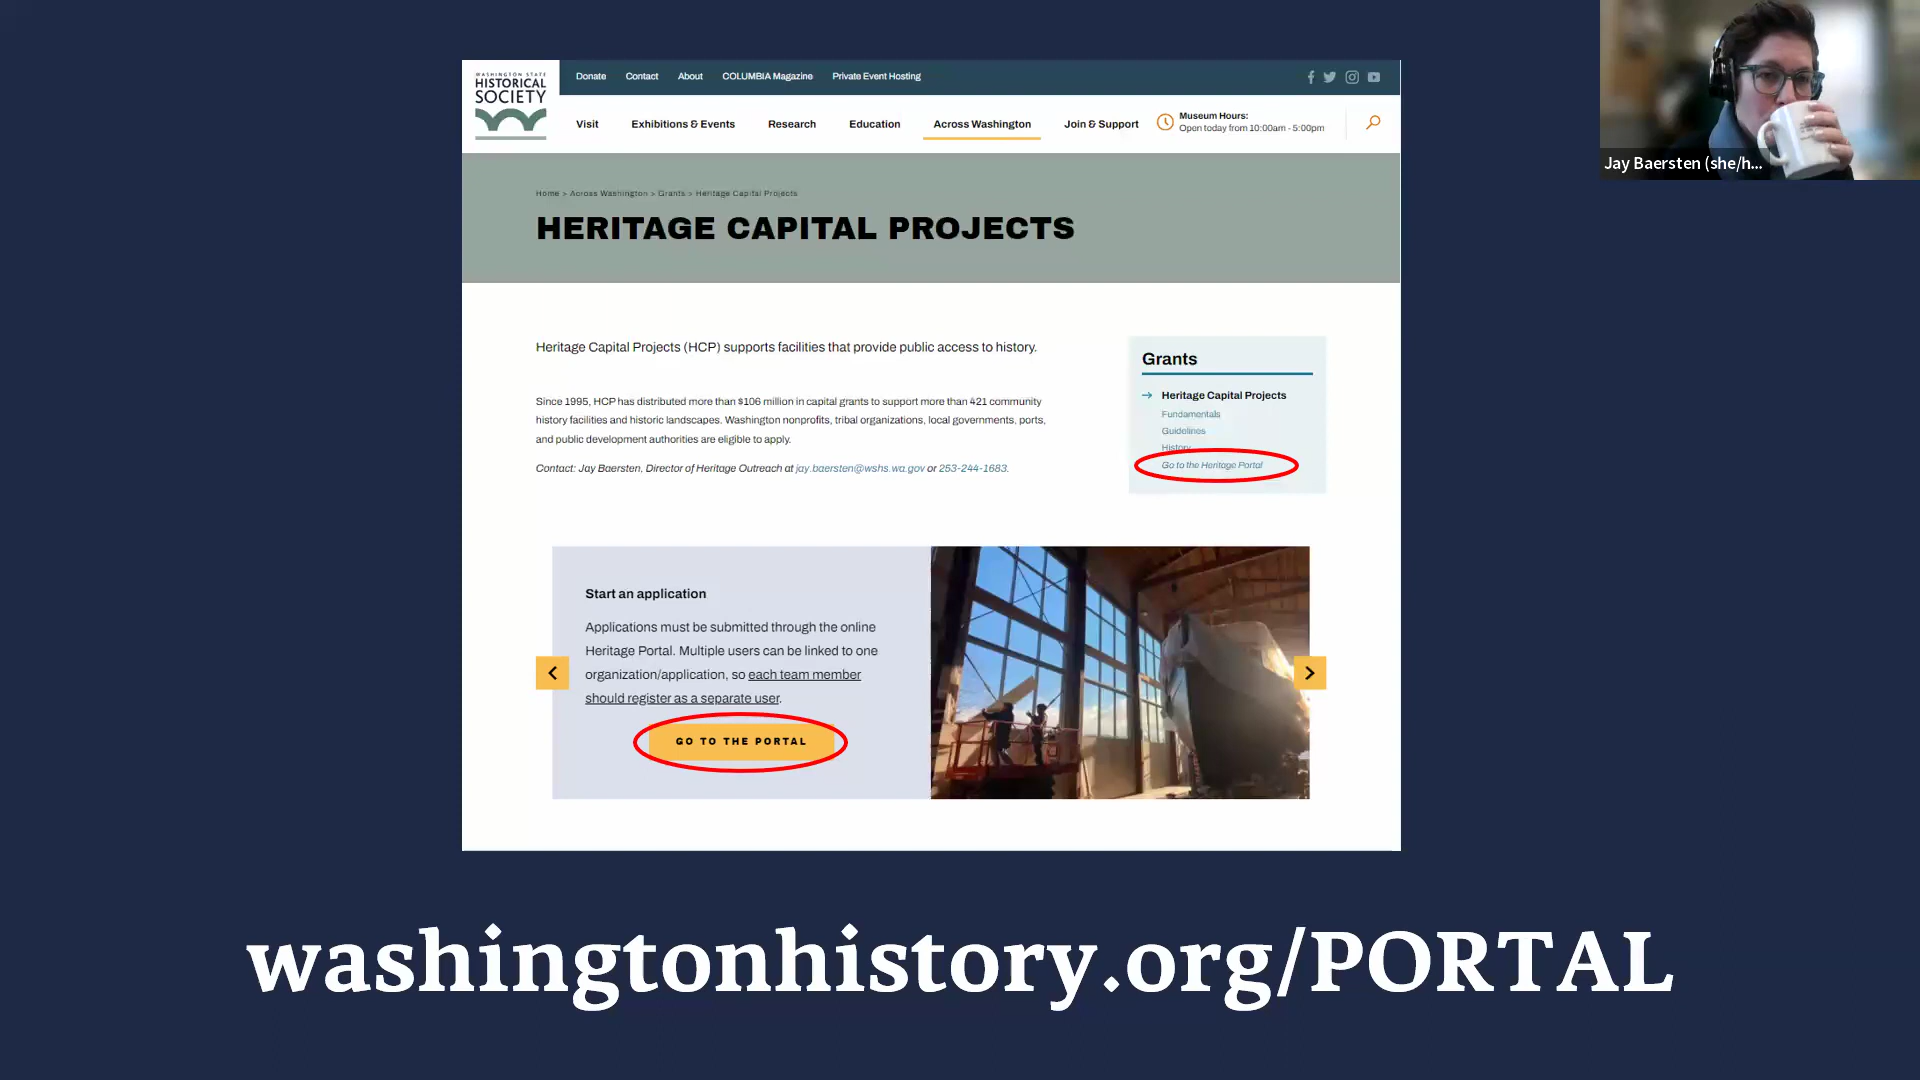 WASHINGTON STATE
HISTORICAL
SOCIETY
Donate Contact About COLUMBIA Magazine Private Event Hosting
Visit Exhibitions & Events Research Education Across Washington Join & Support
Museum Hours:
Open today from 10:00am - 5:00pm
Home > Across Washington > Grants > Heritage Capital Projects
HERITAGE CAPITAL PROJECTS
Heritage Capital Projects (HCP) supports facilities that provide public access to history.
Since 1995, HCP has distributed more than $106 million in capital grants to support more than 421 community
history facilities and historic landscapes. Washington nonprofits, tribal organizations, local governments, ports,
and public development authorities are eligible to apply.
Contact: Jay Baersten, Director of Heritage Outreach at jay.baersten@wshs.wa.gov or 253-244-1683.
Grants
Heritage Capital Projects
Fundamentals
Guidelines
History
Go to the Heritage Portal
Start an application
Applications must be submitted through the online
Heritage Portal. Multiple users can be linked to one
organization/application, so each team member
should register as a separate user.
GO TO THE PORTAL
washingtonhistory.org/PORTAL
Jay Baersten (she/h...